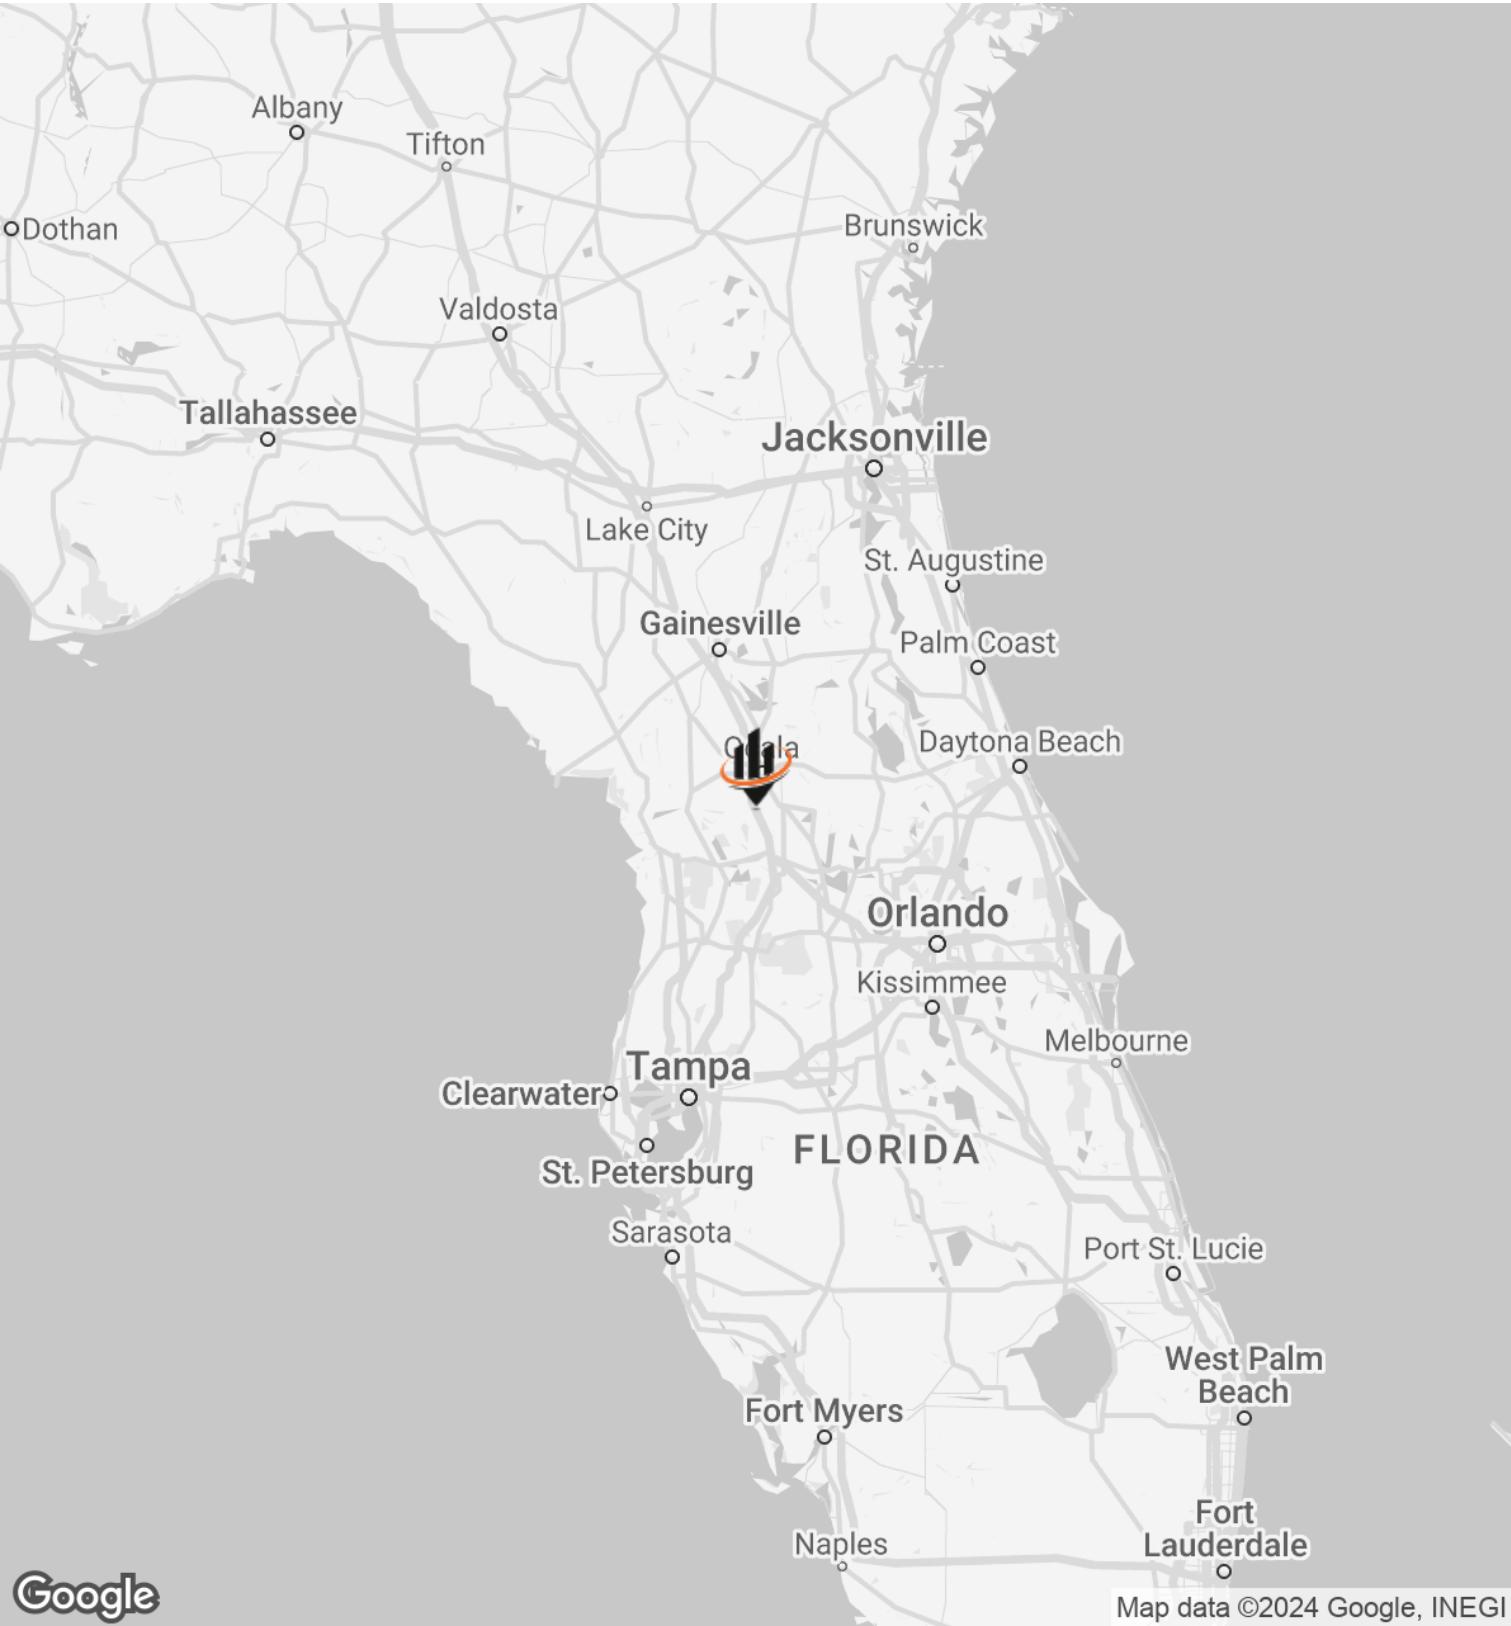 Albany
Tifton
Dothan
Brunswick
Valdosta
Tallahassee
Jacksonville
Lake City
St. Augustine
Gainesville
Palm Coast
Ocala
Daytona Beach
Orlando
Kissimmee
Melbourne
Tampa
Clearwater
FLORIDA
St. Petersburg
Sarasota
Port St. Lucie
West Palm
Beach
Fort Myers
Fort
Lauderdale
Naples
Google
Map data ©2024 Google, INEGI